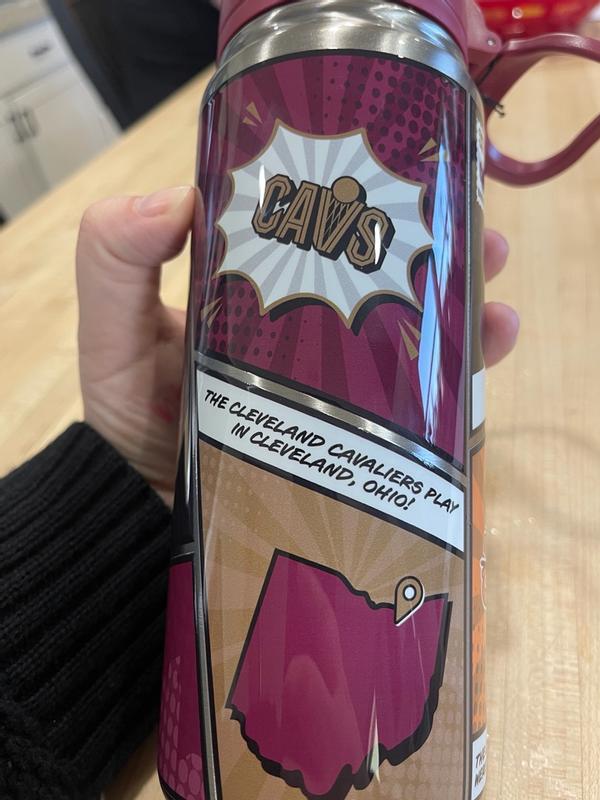 CAVS
THE CLEVELAND CAVALIERS PLAY
IN CLEVELAND, OHIO!